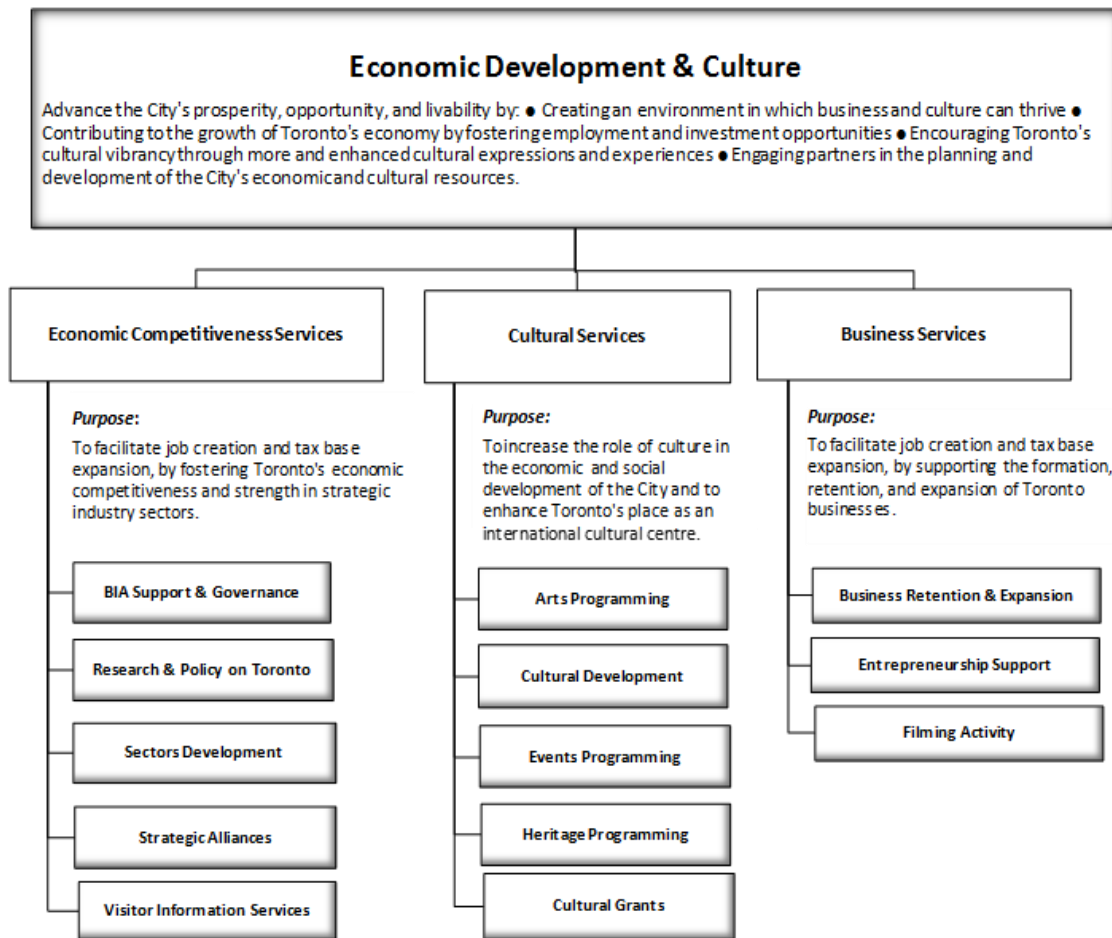 Economic Development & Culture
Advance the City's prosperity, opportunity, and livability by: ● Creating an environment in which business and culture can thrive ●
Contributing to the growth of Toronto's economy by fostering employment and investment opportunities ● Encouraging Toronto's
cultural vibrancy through more and enhanced cultural expressions and experiences ● Engaging partners in the planning and
development of the City's economic and cultural resources.
Economic Competitiveness Services
Purpose:
To facilitate job creation and tax base
expansion, by fostering Toronto's economic
competitiveness and strength in strategic
industry sectors.
BIA Support & Governance
Research & Policy on Toronto
Sectors Development
Strategic Alliances
Visitor Information Services
Cultural Services
Purpose:
To increase the role of culture in
the economic and social
development of the City and to
enhance Toronto's place as an
international cultural centre.
Arts Programming
Cultural Development
Events Programming
Heritage Programming
Cultural Grants
Business Services
Purpose:
To facilitate job creation and tax base
expansion, by supporting the formation,
retention, and expansion of Toronto
businesses.
Business Retention & Expansion
Entrepreneurship Support
Filming Activity